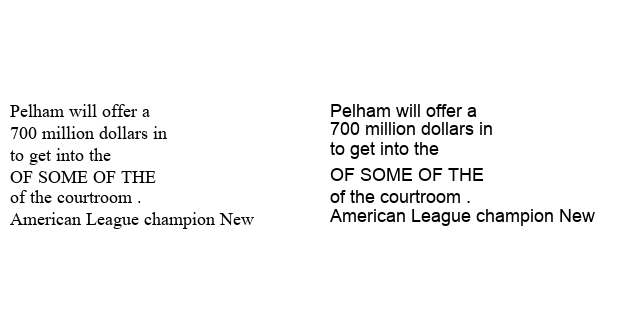 Pelham will offer a
700 million dollars in
to get into the
OF SOME OF THE
of the courtroom .
American League champion New
Pelham will offer a
700 million dollars in
to get into the
OF SOME OF THE
of the courtroom .
American League champion New